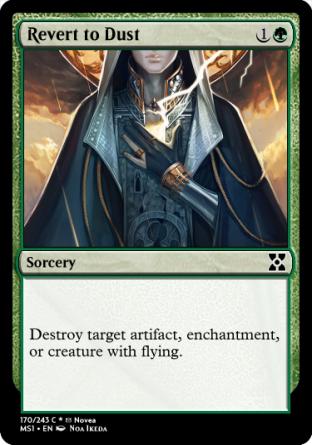 Revert to Dust 1
Sorcery
Destroy target artifact, enchantment,
or creature with flying.
170/243 C * Novea
MS1 • EN Noa Ikeda